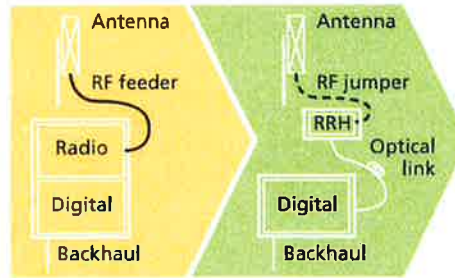 Antenna
RF feeder
Radio
Digital
Backhaul
Antenna
RF jumper
RRH
Optical
link
Digital
Backhaul